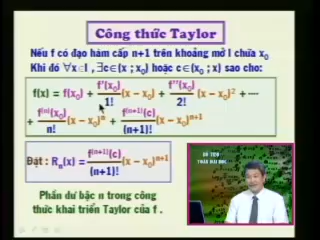 Công thức Taylor
Nếu f có đạo hàm cấp n+1 trên khoảng mở I chứa x₀
Khi đó ∀x∈I , ∃c∈(x ; x₀) hoặc c∈(x₀ ; x) sao cho:
f(x) = f(x₀) + f'(x₀)/1! (x – x₀) + f''(x₀)/2! (x – x₀)² + ····
+ f⁽ⁿ⁾(x₀)/n! (x – x₀)ⁿ + f⁽ⁿ⁺¹⁾(c)/(n+1)! (x – x₀)ⁿ⁺¹
Đặt : Rₙ(x) = f⁽ⁿ⁺¹⁾(c)/(n+1)! (x – x₀)ⁿ⁺¹
Phần dư bậc n trong công
thức khai triển Taylor của f .